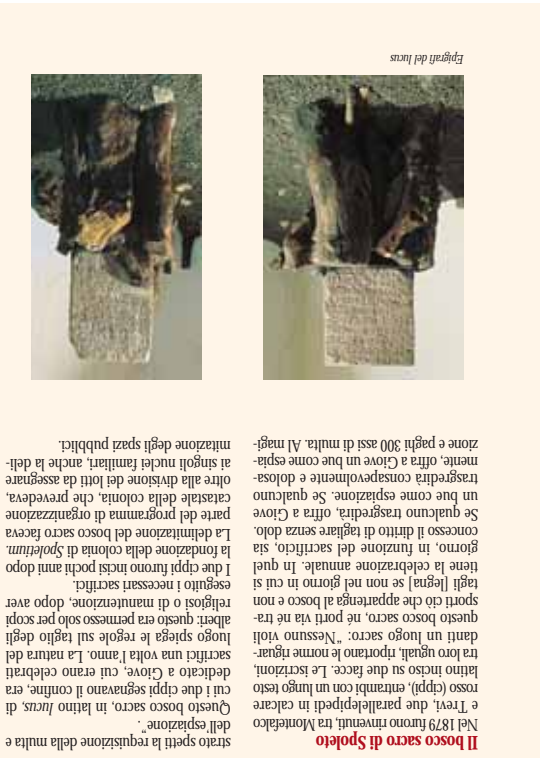 Il bosco sacro di Spoleto
Nel 1879 furono rinvenuti, tra Montefalco
e Trevi, due parallelepipedi in calcare
rosso (cippi), entrambi con un lungo testo
latino inciso su due facce. Le iscrizioni,
tra loro uguali, riportano le norme riguar-
danti un luogo sacro: "Nessuno violi
questo bosco sacro, né porti via né tra-
sporti ciò che appartenga al bosco e non
tagli [legna] se non nel giorno in cui si
tiene la celebrazione annuale. In quel
giorno, in funzione del sacrificio, sia
concesso il diritto di tagliare senza dolo.
Se qualcuno trasgredirà, offra a Giove
un bue come espiazione. Se qualcuno
trasgredirà consapevolmente e dolosa-
mente, offra a Giove un bue come espia-
zione e paghi 300 assi di multa. Al magi-
strato spetti la requisizione della multa e
dell'espiazione".
Questo bosco sacro, in latino lucus, di
cui i due cippi segnavano il confine, era
dedicato a Giove, cui erano celebrati
sacrifici una volta l'anno. La natura del
luogo spiega le regole sul taglio degli
alberi: questo era permesso solo per scopi
religiosi o di manutenzione, dopo aver
eseguito i necessari sacrifici.
I due cippi furono incisi pochi anni dopo
la fondazione della colonia di Spoletium.
La delimitazione del bosco sacro faceva
parte del programma di organizzazione
catastale della colonia, che prevedeva,
oltre alla divisione dei lotti da assegnare
ai singoli nuclei familiari, anche la deli-
mitazione degli spazi pubblici.
Epigrafi del lucus